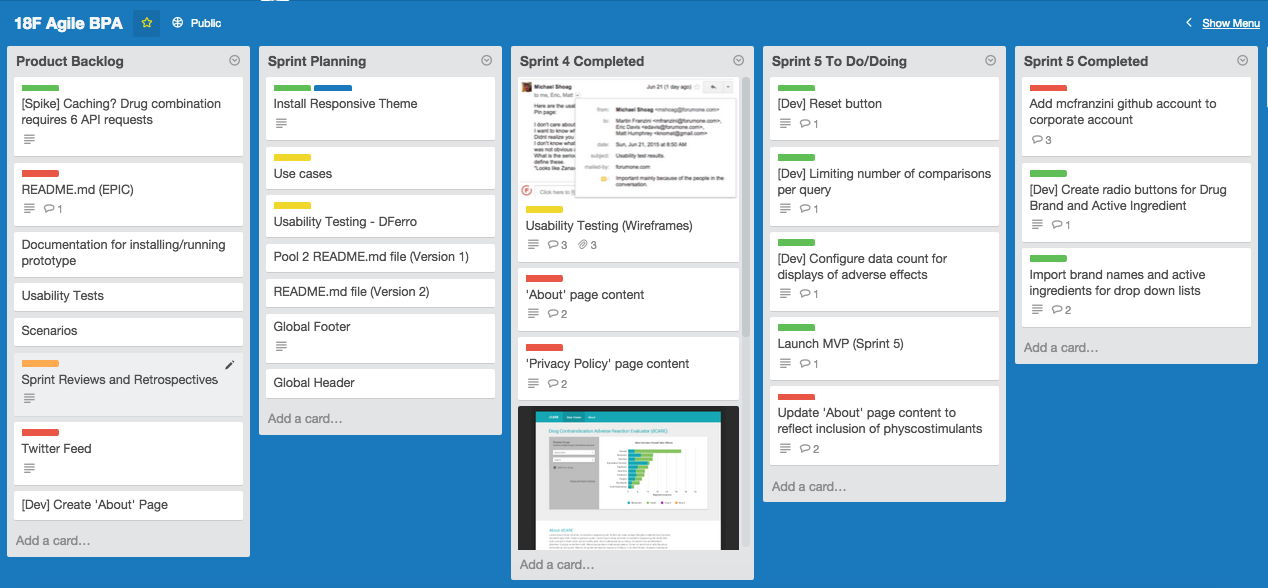 18F Agile BPA
Public
Show Menu
Product Backlog
[Spike] Caching? Drug combination
requires 6 API requests
README.md (EPIC)
1
Documentation for installing/running
prototype
Usability Tests
Scenarios
Sprint Reviews and Retrospectives
Twitter Feed
[Dev] Create 'About' Page
Add a card...
Sprint Planning
Install Responsive Theme
Use cases
Usability Testing - DFerro
Pool 2 README.md file (Version 1)
README.md file (Version 2)
Global Footer
Global Header
Add a card...
Sprint 4 Completed
Michael Shoag
Jun 21 (1 day ago)
to me, Eric, Matt
Here are the
Pin page:
I don't care about
I want to know
Didnt realize you
I don't know what
was not obvious
What is the
define these.
"Looks like
Click here to
from: Michael Shoag <mshoag@forumone.com>
to: Martin Franzini <mfranzini@forumone.com>,
Eric Davis <edavis@forumone.com>,
Matt Humphrey <knomat@gmail.com>
date: Sun, Jun 21, 2015 at 8:50 AM
subject: Usability test results.
mailed-by: forumone.com
Important mainly because of the people in the
conversation.
Usability Testing (Wireframes)
3 3
'About' page content
2
'Privacy Policy' page content
2
Drug Contraindication Adverse Reaction Evaluator (dCARE)
About dCARE
Add a card...
Sprint 5 To Do/Doing
[Dev] Reset button
1
[Dev] Limiting number of comparisons
per query
1
[Dev] Configure data count for
displays of adverse effects
1
Launch MVP (Sprint 5)
1
Update 'About' page content to
reflect inclusion of physcostimulants
2
Add a card...
Sprint 5 Completed
Add mcfranzini github account to
corporate account
3
[Dev] Create radio buttons for Drug
Brand and Active Ingredient
1
Import brand names and active
ingredients for drop down lists
2
Add a card...